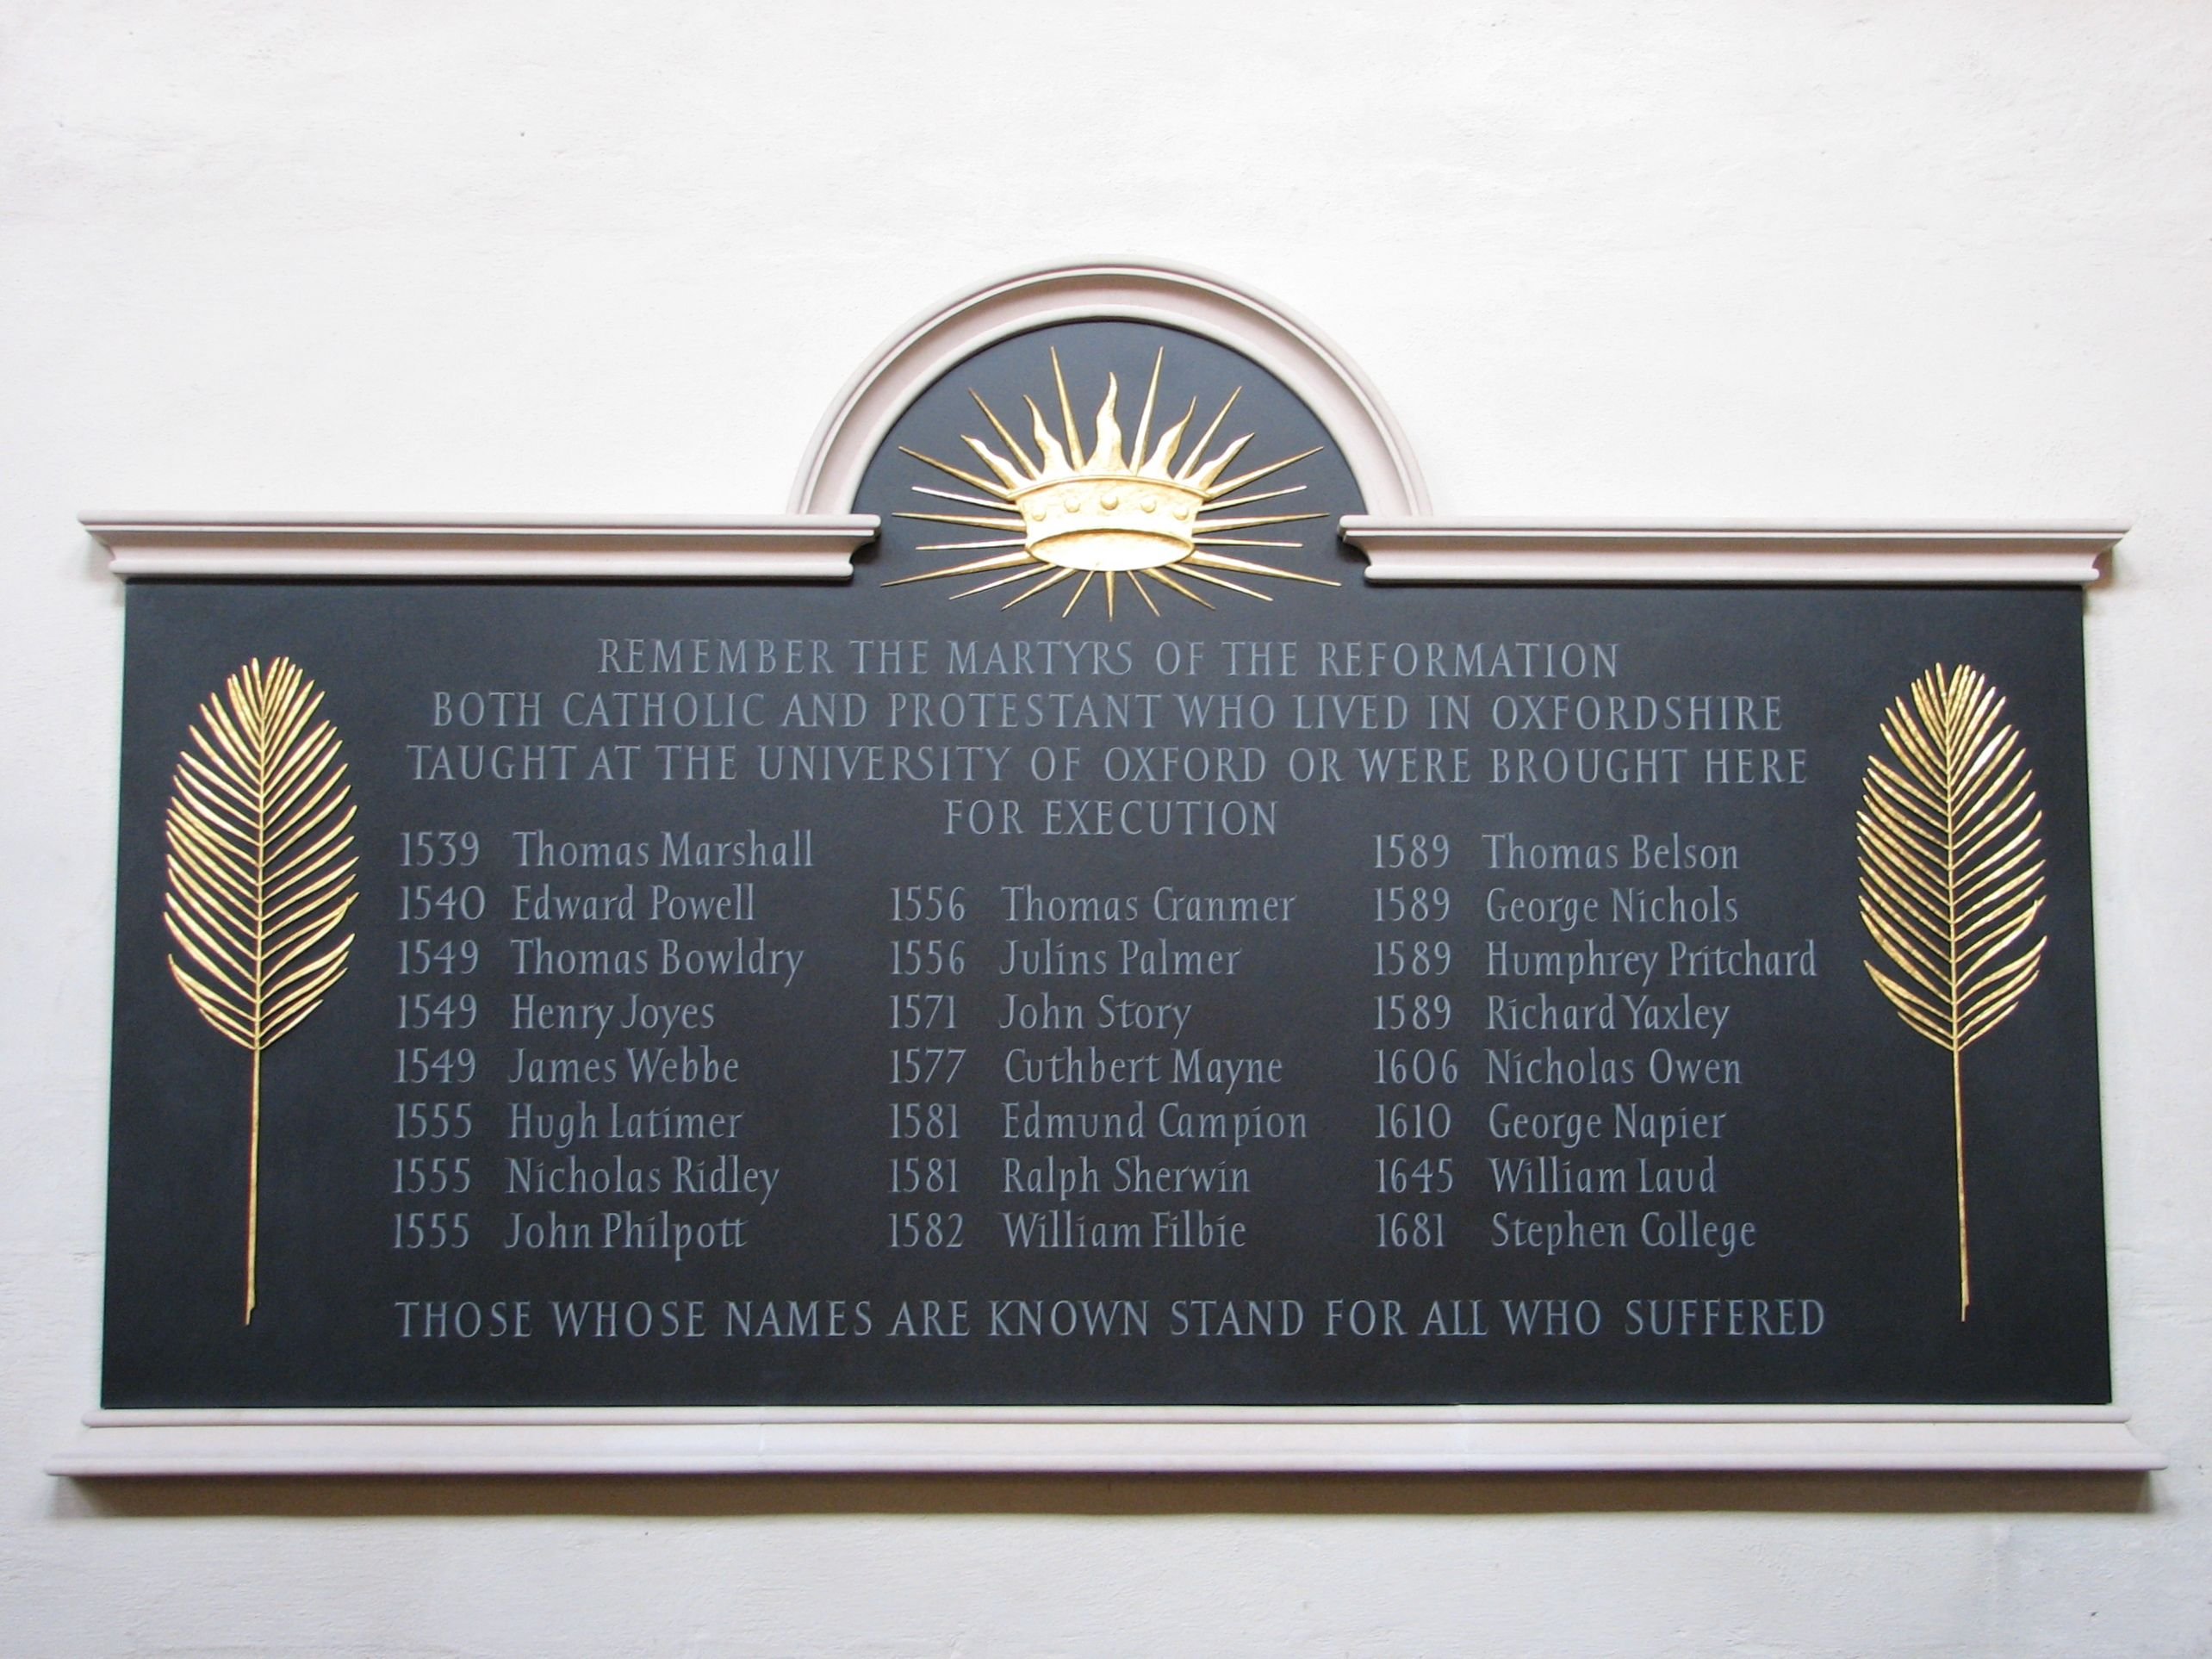 REMEMBER THE MARTYRS OF THE REFORMATION
BOTH CATHOLIC AND PROTESTANT WHO LIVED IN OXFORDSHIRE
TAUGHT AT THE UNIVERSITY OF OXFORD OR WERE BROUGHT HERE
FOR EXECUTION
1539 Thomas Marshall
1540 Edward Powell
1549 Thomas Bowldry
1549 Henry Joyes
1549 James Webbe
1555 Hugh Latimer
1555 Nicholas Ridley
1555 John Philpott
1556 Thomas Cranmer
1556 Julins Palmer
1571 John Story
1577 Cuthbert Mayne
1581 Edmund Campion
1581 Ralph Sherwin
1582 William Filbie
1589 Thomas Belson
1589 George Nichols
1589 Humphrey Pritchard
1589 Richard Yaxley
1606 Nicholas Owen
1610 George Napier
1645 William Laud
1681 Stephen College
THOSE WHOSE NAMES ARE KNOWN STAND FOR ALL WHO SUFFERED